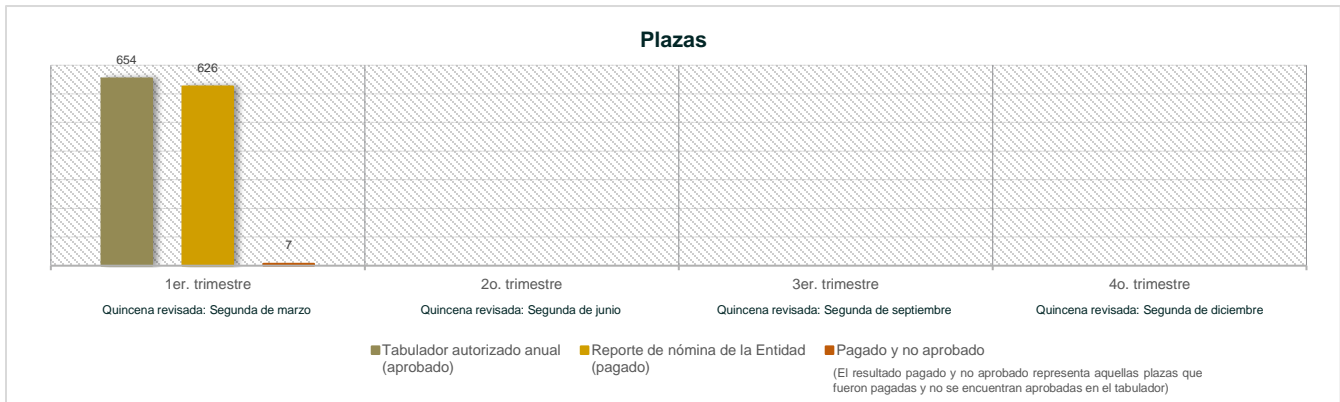 Plazas
654
626
7
1er. trimestre
2o. trimestre
3er. trimestre
4o. trimestre
Quincena revisada: Segunda de marzo
Quincena revisada: Segunda de junio
Quincena revisada: Segunda de septiembre
Quincena revisada: Segunda de diciembre
Tabulador autorizado anual
(aprobado)
Reporte de nómina de la Entidad
(pagado)
Pagado y no aprobado
(El resultado pagado y no aprobado representa aquellas plazas que
fueron pagadas y no se encuentran aprobadas en el tabulador)